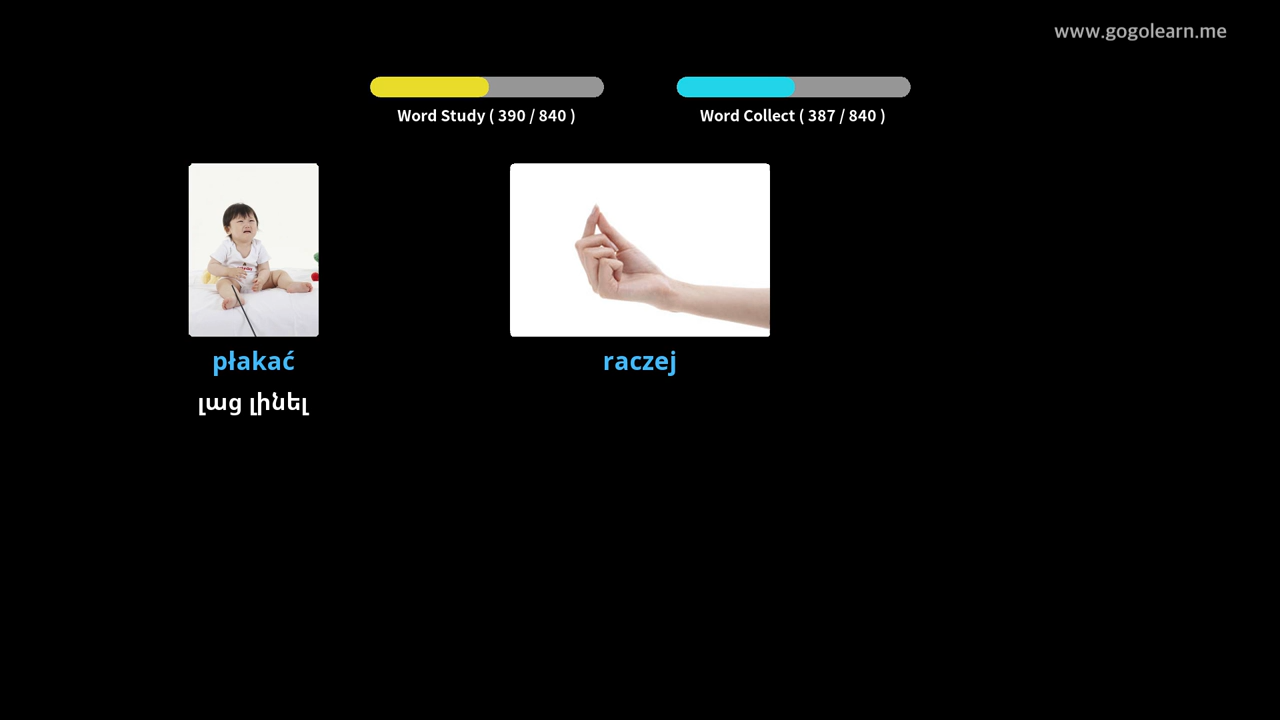 www.gogolearn.me
Word Study ( 390 / 840 )
Word Collect ( 387 / 840 )
płakać
raczej
լաց լինել